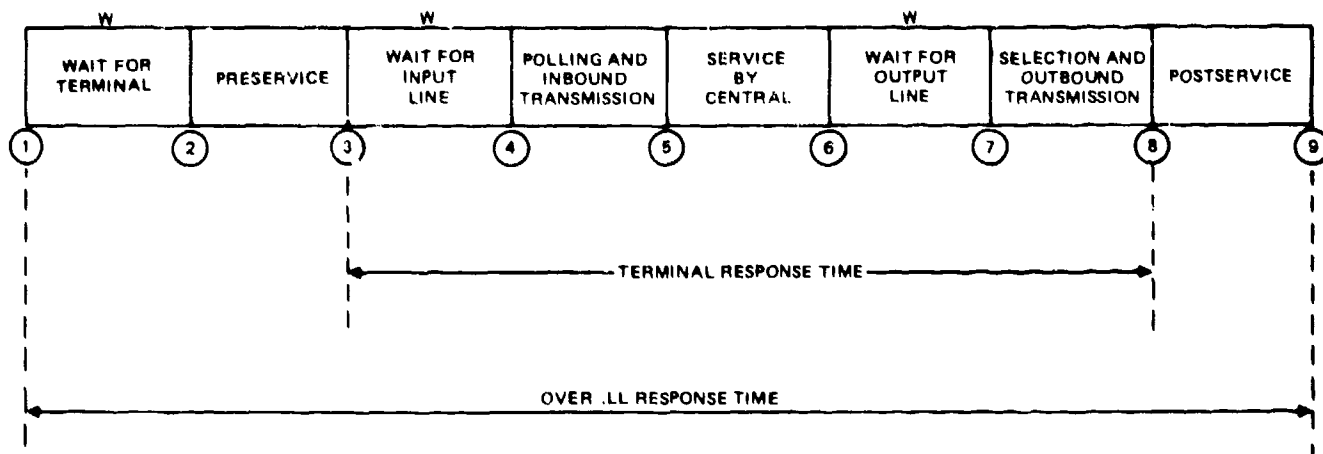 W
W
W
WAIT FOR
TERMINAL
PRESERVICE
WAIT FOR
INPUT
LINE
POLLING AND
INBOUND
TRANSMISSION
SERVICE
BY
CENTRAL
WAIT FOR
OUTPUT
LINE
SELECTION AND
OUTBOUND
TRANSMISSION
POSTSERVICE
1
2
3
4
5
6
7
8
9
TERMINAL RESPONSE TIME
OVER .LL RESPONSE TIME